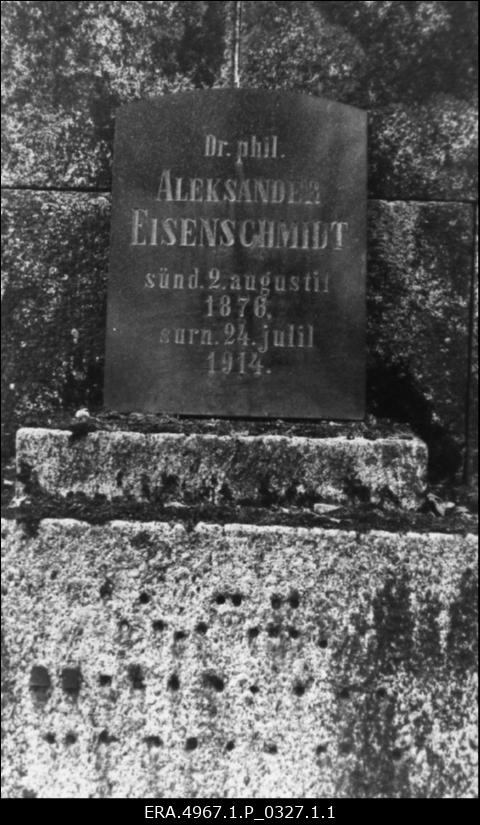 Dr. phil.
ALEKSANDER
EISENSCHMIDT
sünd. 2. augustil
1876.
surn. 24. julil
1914.
ERA.4967.1.P_0327.1.1